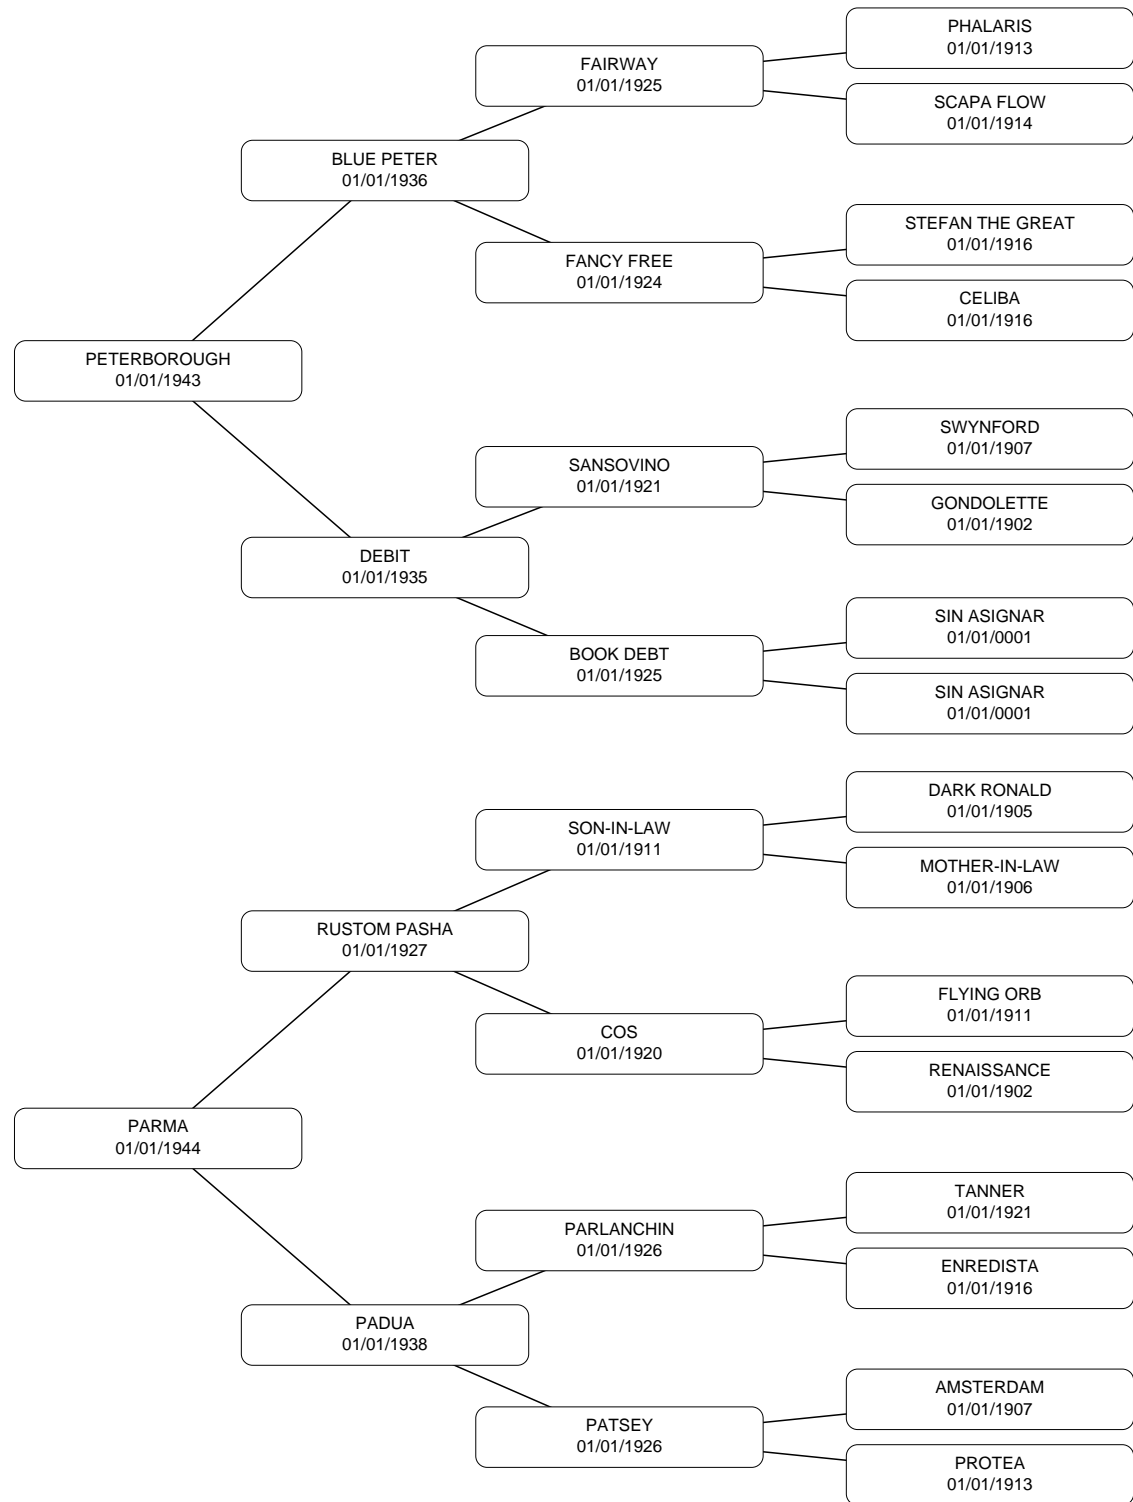 PHALARIS
01/01/1913
FAIRWAY
01/01/1925
SCAPA FLOW
01/01/1914
BLUE PETER
01/01/1936
STEFAN THE GREAT
01/01/1916
FANCY FREE
01/01/1924
CELIBA
01/01/1916
PETERBOROUGH
01/01/1943
SWYNFORD
01/01/1907
SANSOVINO
01/01/1921
GONDOLETTE
01/01/1902
DEBIT
01/01/1935
SIN ASIGNAR
01/01/0001
BOOK DEBT
01/01/1925
SIN ASIGNAR
01/01/0001
DARK RONALD
01/01/1905
SON-IN-LAW
01/01/1911
MOTHER-IN-LAW
01/01/1906
RUSTOM PASHA
01/01/1927
FLYING ORB
01/01/1911
COS
01/01/1920
RENAISSANCE
01/01/1902
PARMA
01/01/1944
TANNER
01/01/1921
PARLANCHIN
01/01/1926
ENREDISTA
01/01/1916
PADUA
01/01/1938
AMSTERDAM
01/01/1907
PATSEY
01/01/1926
PROTEA
01/01/1913